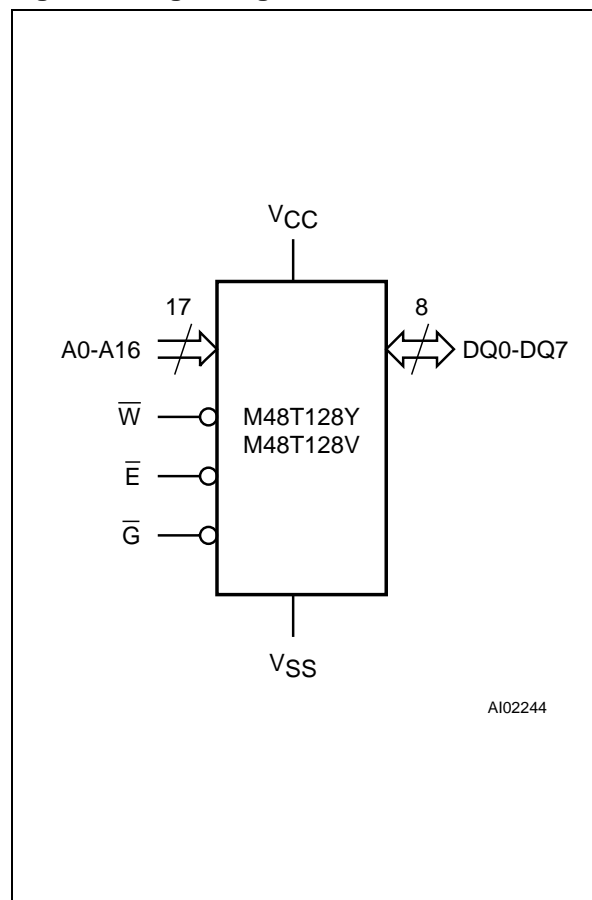 VCC
17
8
A0-A16
DQ0-DQ7
W̅
M48T128Y
M48T128V
E̅
G̅
VSS
AI02244